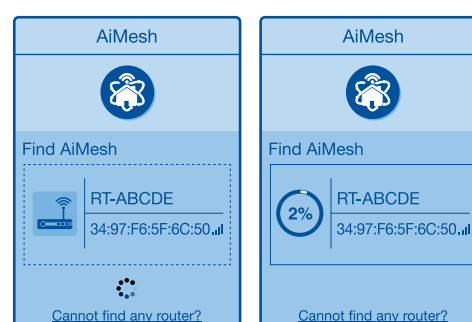 AiMesh
Find AiMesh
RT-ABCDE
34:97:F6:5F:6C:50
Cannot find any router?
AiMesh
Find AiMesh
2%
RT-ABCDE
34:97:F6:5F:6C:50
Cannot find any router?